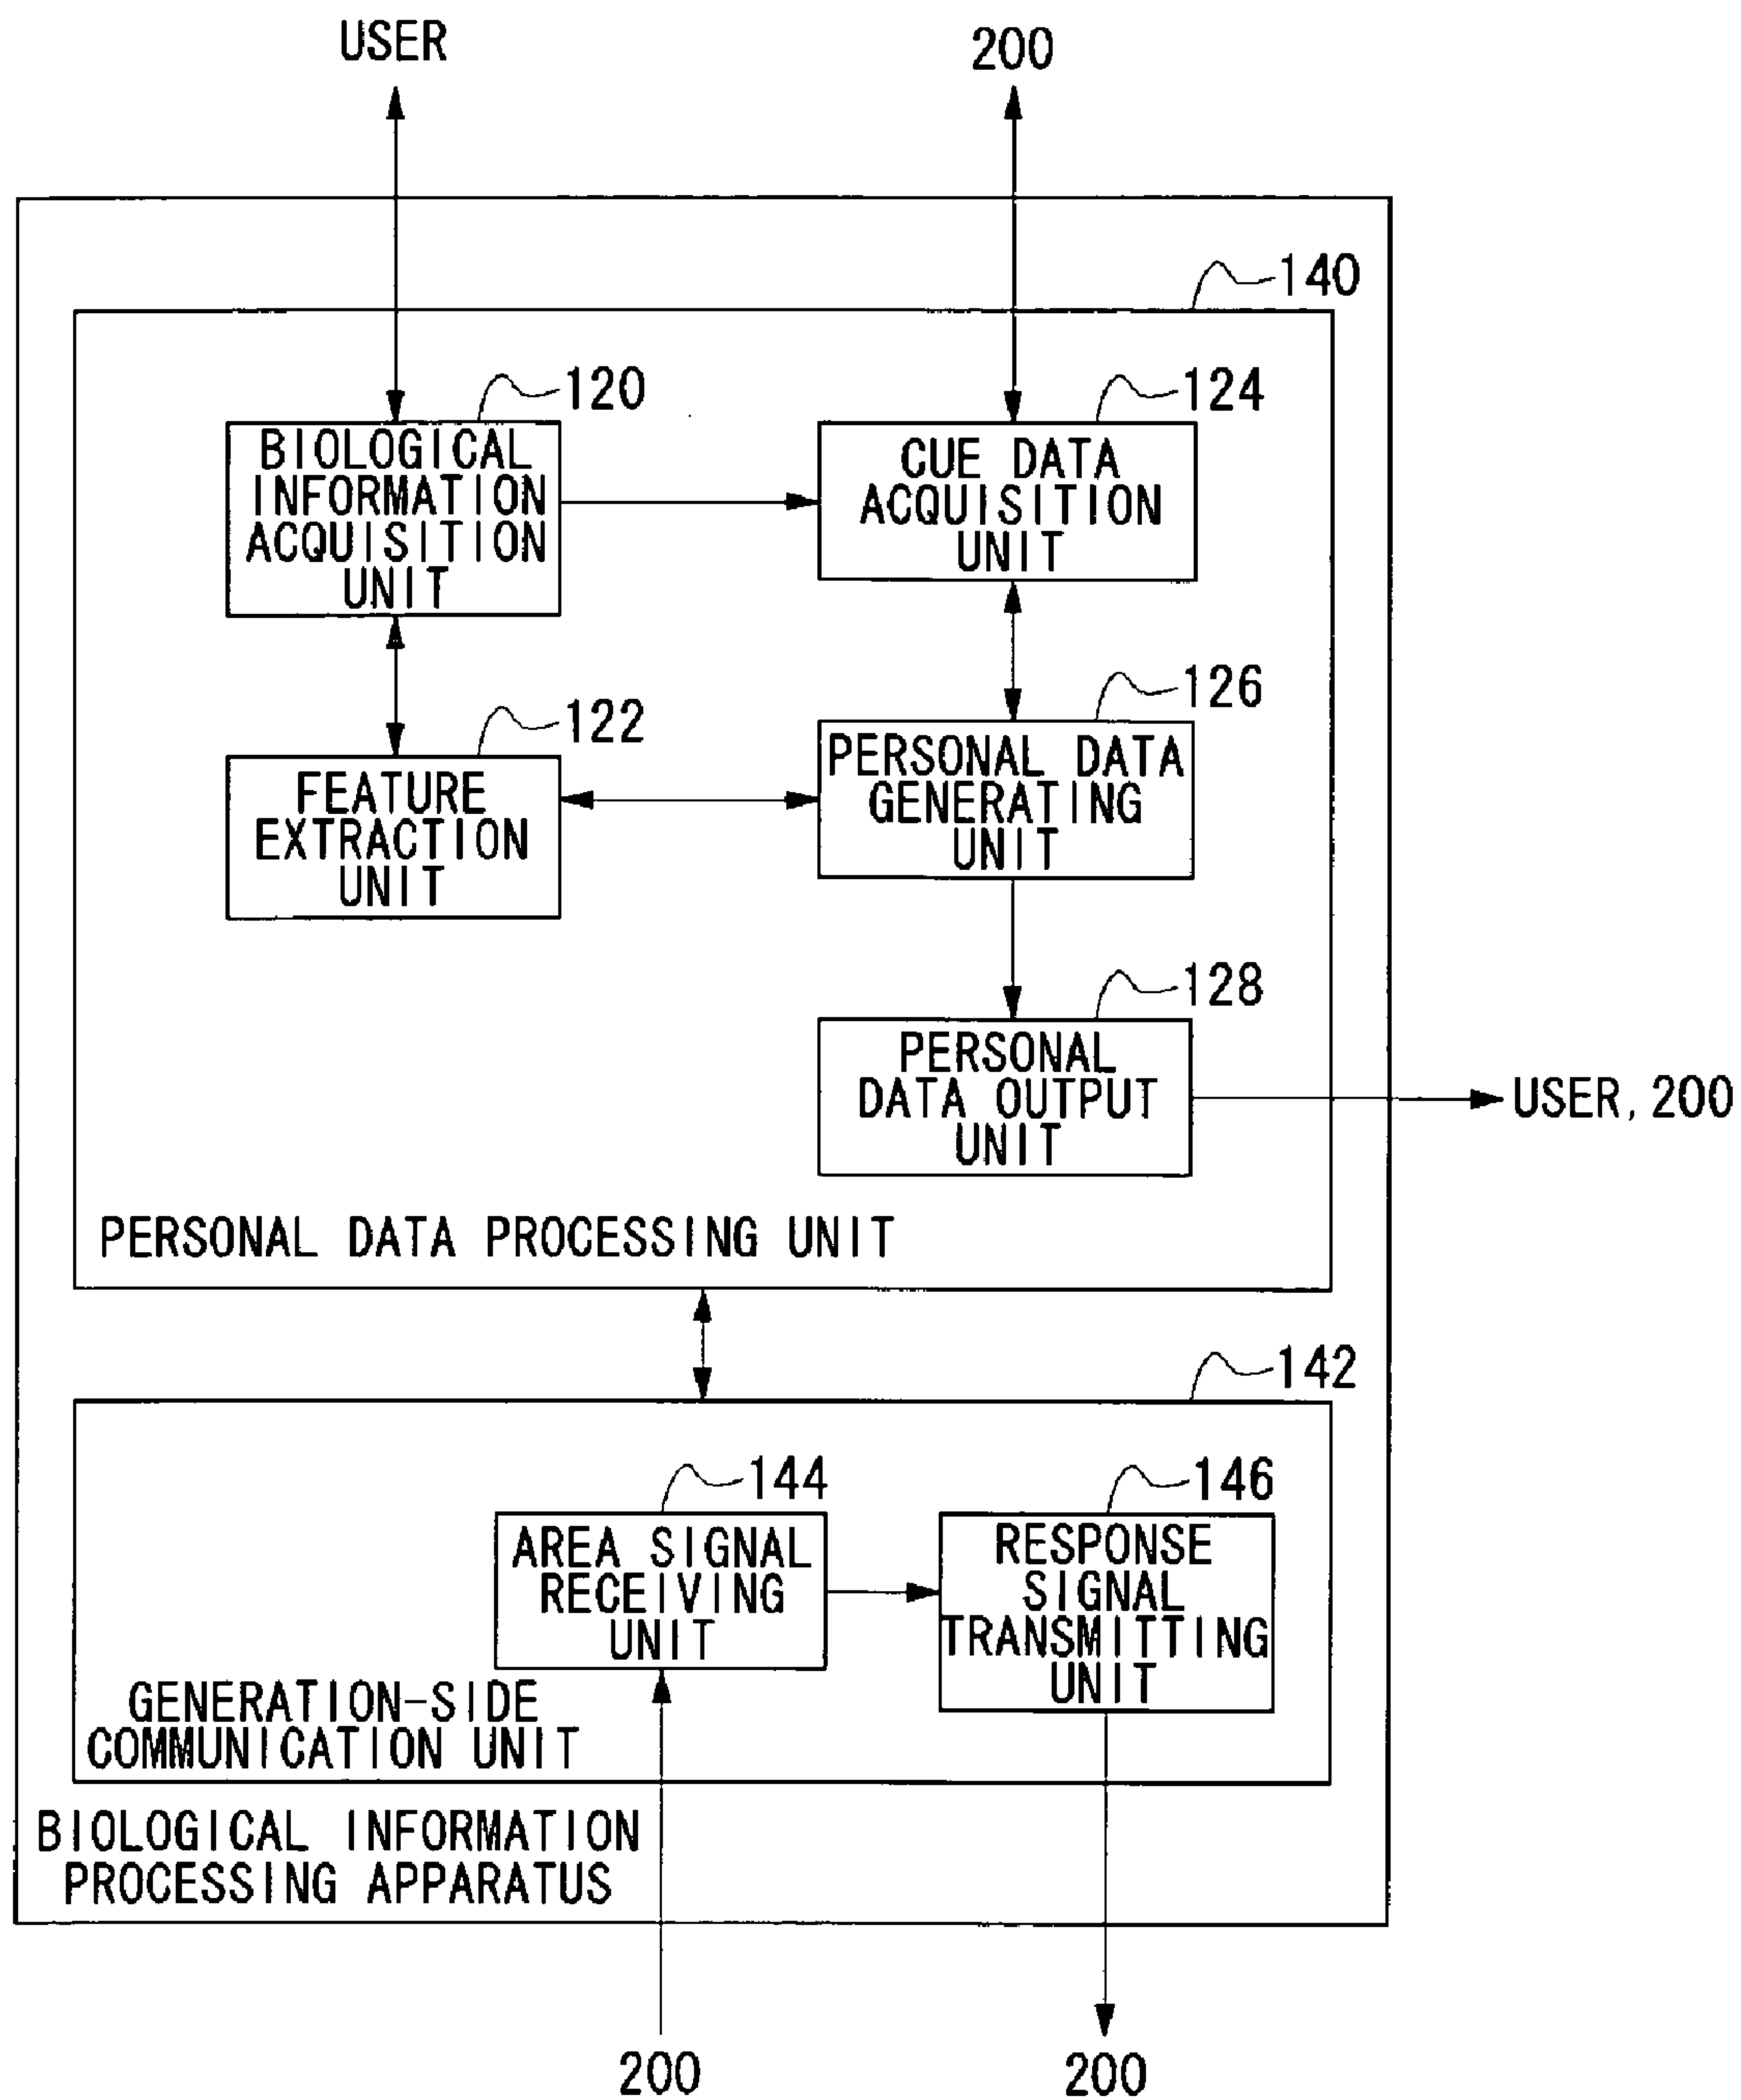 USER
200
140
120
124
BIOLOGICAL
INFORMATION
ACQUISITION
UNIT
CUE DATA
ACQUISITION
UNIT
122
126
FEATURE
EXTRACTION
UNIT
PERSONAL DATA
GENERATING
UNIT
128
PERSONAL
DATA OUTPUT
UNIT
USER, 200
PERSONAL DATA PROCESSING UNIT
142
144
146
AREA SIGNAL
RECEIVING
UNIT
RESPONSE
SIGNAL
TRANSMITTING
UNIT
GENERATION-SIDE
COMMUNICATION UNIT
BIOLOGICAL INFORMATION
PROCESSING APPARATUS
200
200